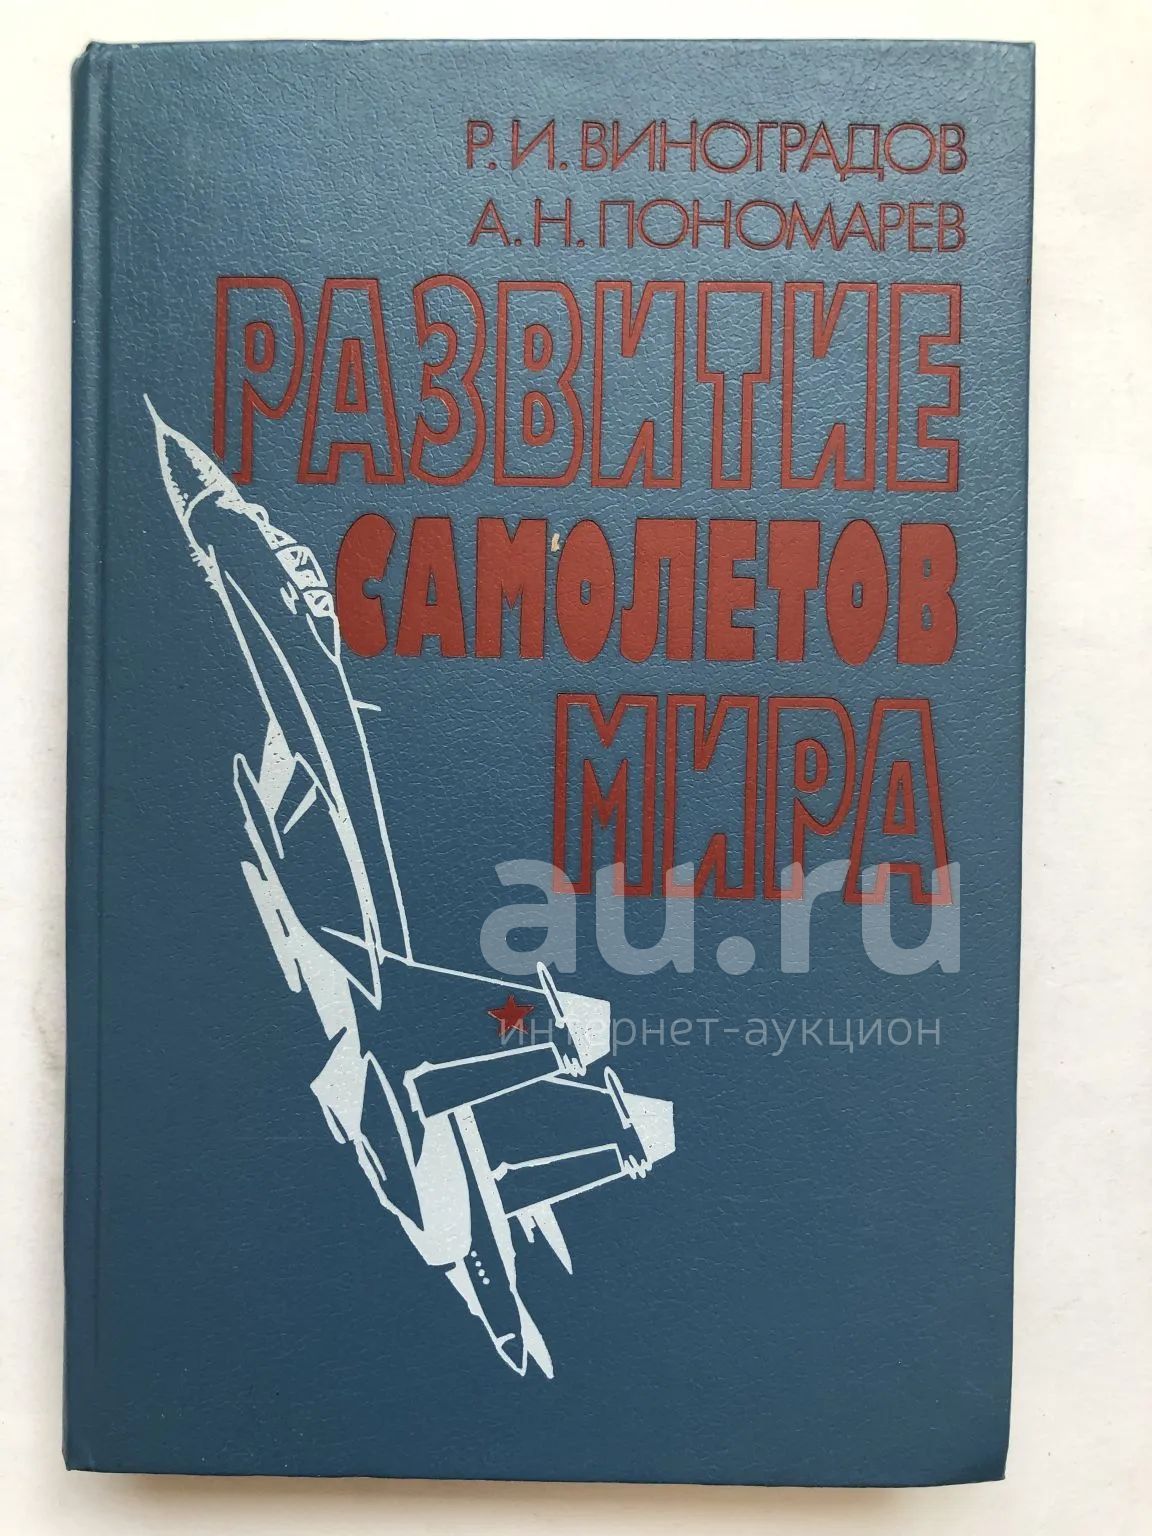 Р.И.ВИНОГРАДОВ
А.Н.ПОНОМАРЕВ
РАЗВИТИЕ
САМОЛЕТОВ
МИРА
au.ru
интернет-аукцион